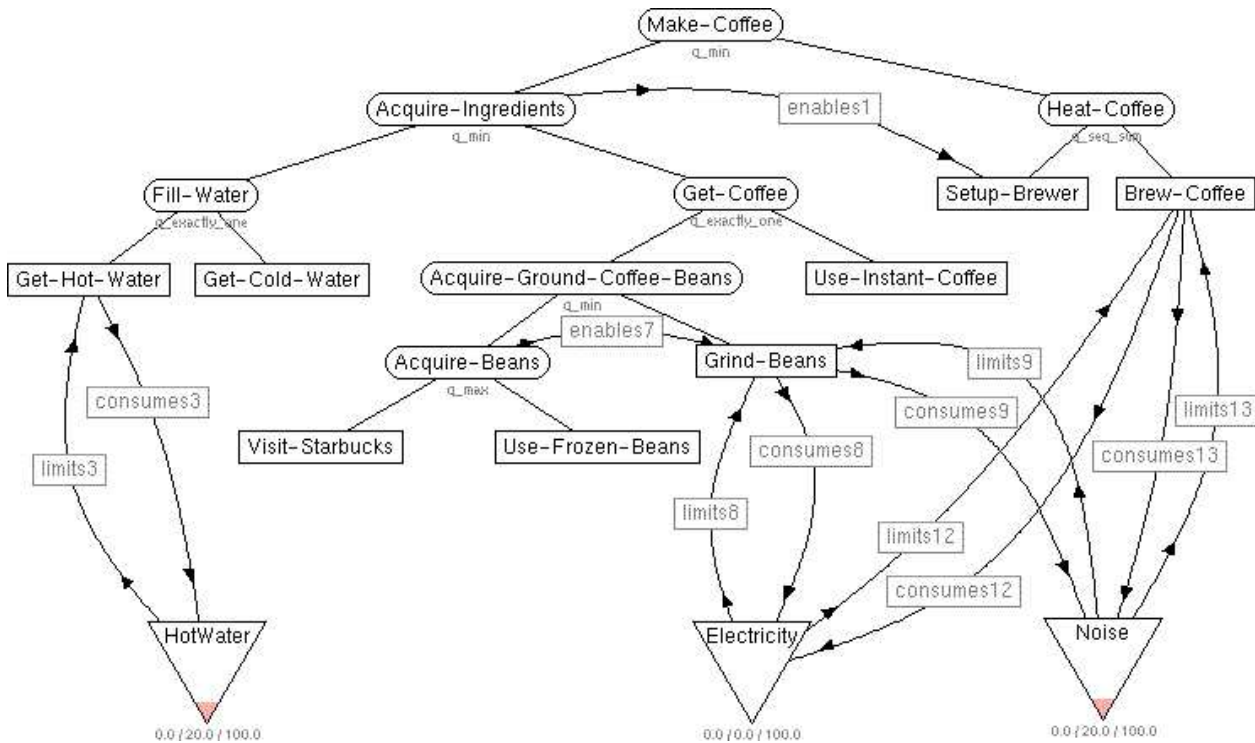 Make-Coffee
q_min
Acquire-Ingredients
q_min
enables1
Heat-Coffee
q_seq_sum
Fill-Water
q_exactly_one
Get-Coffee
q_exactly_one
Setup-Brewer
Brew-Coffee
Get-Hot-Water
Get-Cold-Water
Acquire-Ground-Coffee-Beans
q_min
Use-Instant-Coffee
enables7
Acquire-Beans
q_max
Grind-Beans
limits9
consumes3
consumes9
limits13
Visit-Starbucks
Use-Frozen-Beans
consumes8
consumes13
limits3
limits8
limits12
consumes12
HotWater
Electricity
Noise
0.0 / 20.0 / 100.0
0.0 / 0.0 / 100.0
0.0 / 20.0 / 100.0